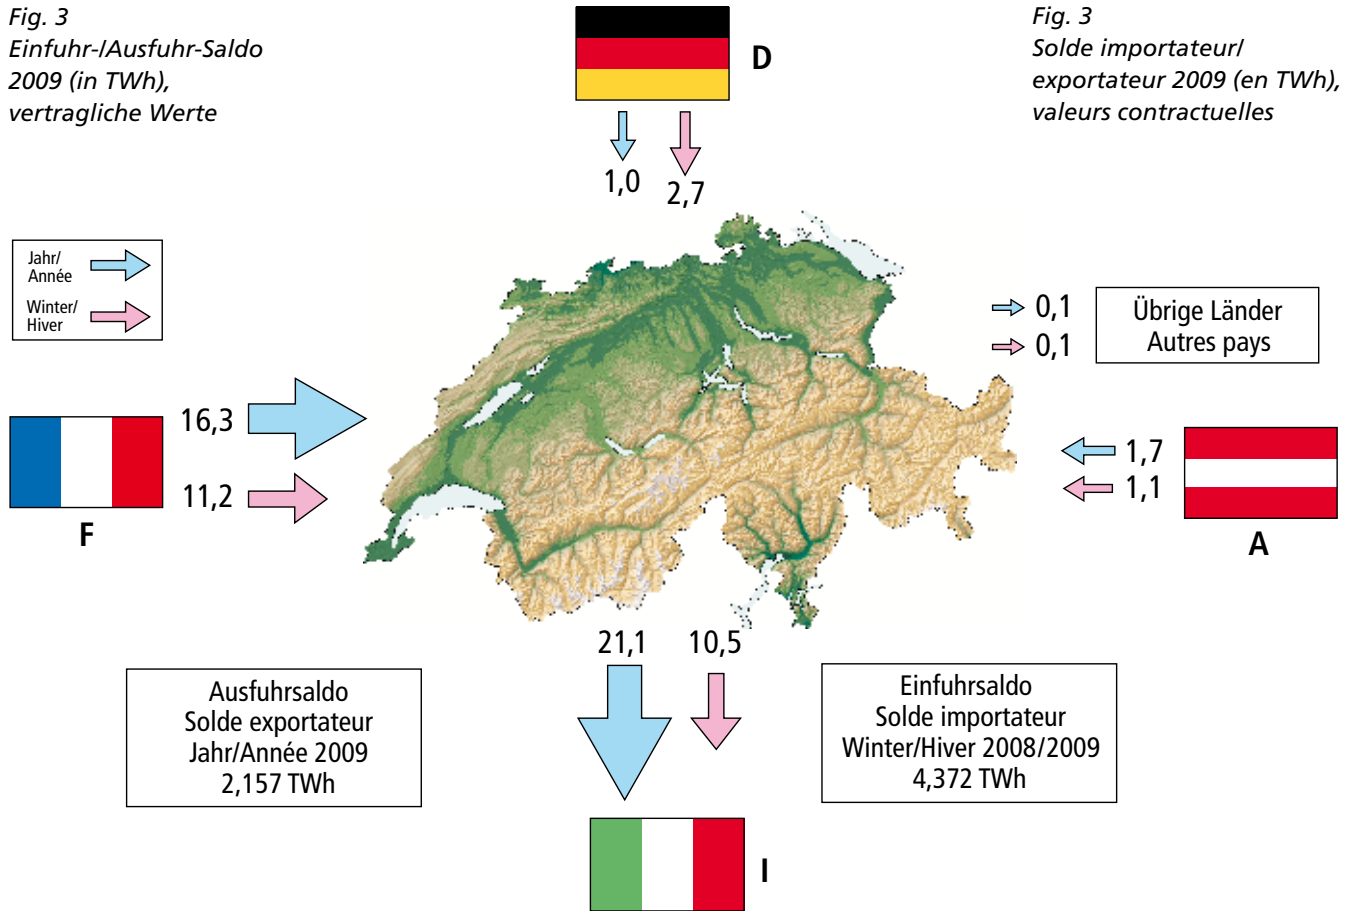 Fig. 3
Einfuhr-/Ausfuhr-Saldo
2009 (in TWh),
vertragliche Werte
Fig. 3
Solde importateur/
exportateur 2009 (en TWh),
valeurs contractuelles
D
1,0
2,7
Jahr/
Année
Winter/
Hiver
0,1
0,1
Übrige Länder
Autres pays
16,3
11,2
F
1,7
1,1
A
21,1
10,5
Ausfuhrsaldo
Solde exportateur
Jahr/Année 2009
2,157 TWh
Einfuhrsaldo
Solde importateur
Winter/Hiver 2008/2009
4,372 TWh
I